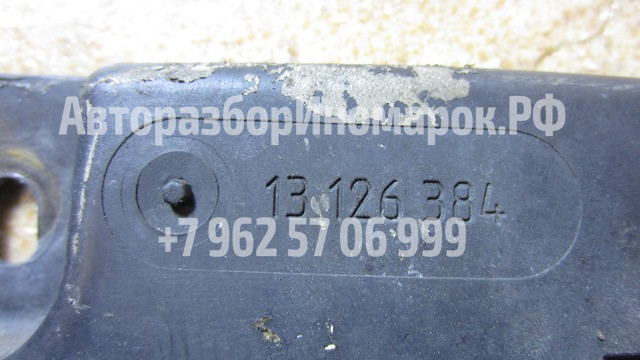 АвторазборИномарок.РФ
13 126 384
+7 962 57 06 999